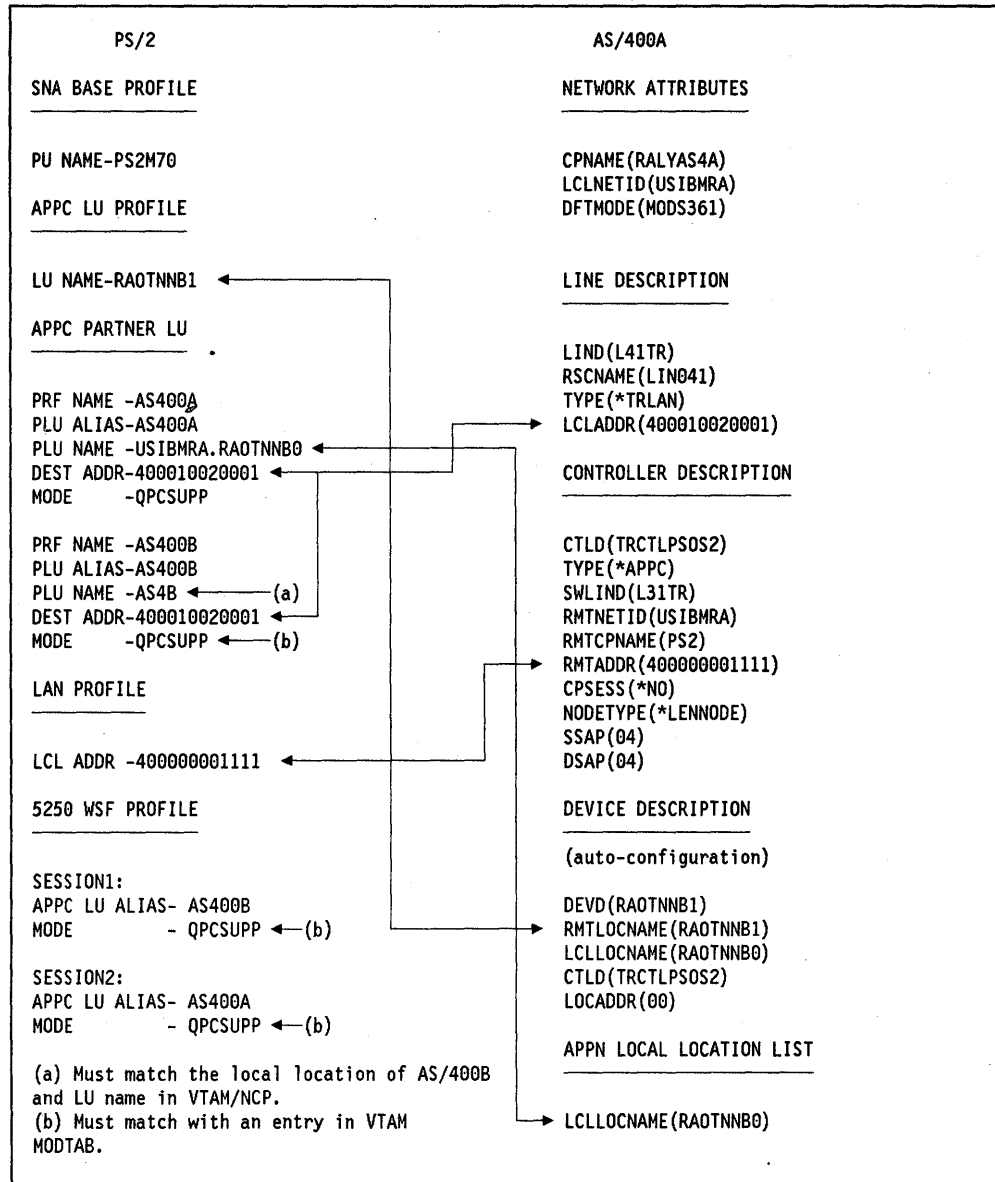 PS/2
SNA BASE PROFILE
PU NAME-PS2M70
APPC LU PROFILE
LU NAME-RAOTNNB1
APPC PARTNER LU
PRF NAME -AS400A
PLU ALIAS-AS400A
PLU NAME -USIBMRA.RAOTNNB0
DEST ADDR-400010020001
MODE -QPCSUPP
PRF NAME -AS400B
PLU ALIAS-AS400B
PLU NAME -AS4B (a)
DEST ADDR-400010020001
MODE -QPCSUPP (b)
LAN PROFILE
LCL ADDR -400000001111
5250 WSF PROFILE
SESSION1:
APPC LU ALIAS- AS400B
MODE - QPCSUPP (b)
SESSION2:
APPC LU ALIAS- AS400A
MODE - QPCSUPP (b)
(a) Must match the local location of AS/400B
and LU name in VTAM/NCP.
(b) Must match with an entry in VTAM
MODTAB.
AS/400A
NETWORK ATTRIBUTES
CPNAME(RALYAS4A)
LCLNETID(USIBMRA)
DFTMODE(MODS361)
LINE DESCRIPTION
LIND(L41TR)
RSCNAME(LIN041)
TYPE(*TRLAN)
LCLADDR(400010020001)
CONTROLLER DESCRIPTION
CTLD(TRCTLPSOS2)
TYPE(*APPC)
SWLIND(L31TR)
RMTNETID(USIBMRA)
RMTCPNAME(PS2)
RMTADDR(400000001111)
CPSESS(*NO)
NODETYPE(*LENNODE)
SSAP(04)
DSAP(04)
DEVICE DESCRIPTION
(auto-configuration)
DEVD(RAOTNNB1)
RMTLOCNAME(RAOTNNB1)
LCLLOCNAME(RAOTNNB0)
CTLD(TRCTLPSOS2)
LOCADDR(00)
APPN LOCAL LOCATION LIST
LCLLOCNAME(RAOTNNB0)